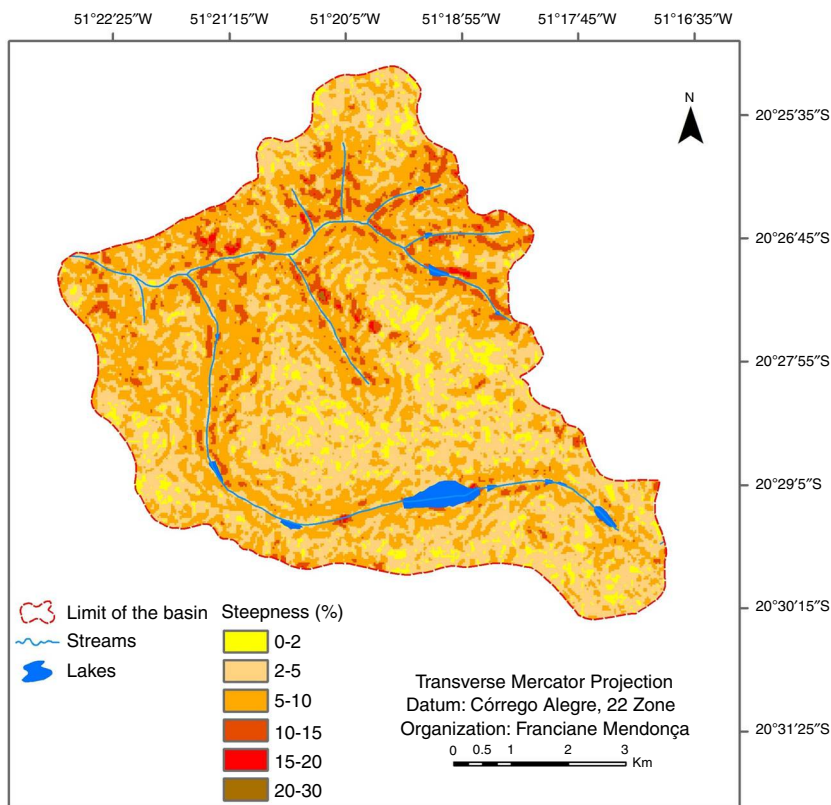 51°22′25″W 51°21′15″W 51°20′5″W 51°18′55″W 51°17′45″W 51°16′35″W
N
20°25′35″S
20°26′45″S
20°27′55″S
20°29′5″S
20°30′15″S
20°31′25″S
Limit of the basin
Streams
Lakes
Steepness (%)
0-2
2-5
5-10
10-15
15-20
20-30
Transverse Mercator Projection
Datum: Córrego Alegre, 22 Zone
Organization: Franciane Mendonça
0 0.5 1 2 3
Km